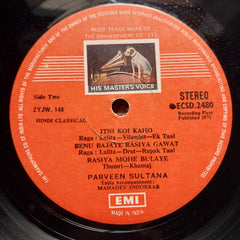 REGD. TRADE MARK OF
THE GRAMOPHONE CO. LTD.
HIS MASTER'S VOICE
Side Two
2YJW. 148
HINDI CLASSICAL
STEREO
ECSD.2480
Recording First
Published 1975
ITNI KOI KAHO
Raga : Lalita—Vilambit—Ek Taal
BENU BAJAYE RASIYA GAWAT
Raga : Lalita—Drut—Rupak Taal
RASIYA MOHE BULAYE
Thumri—Khamaj
PARVEEN SULTANA
Tabla Accompaniment :
MAHADEV INDORKAR
EMI
MADE IN INDIA